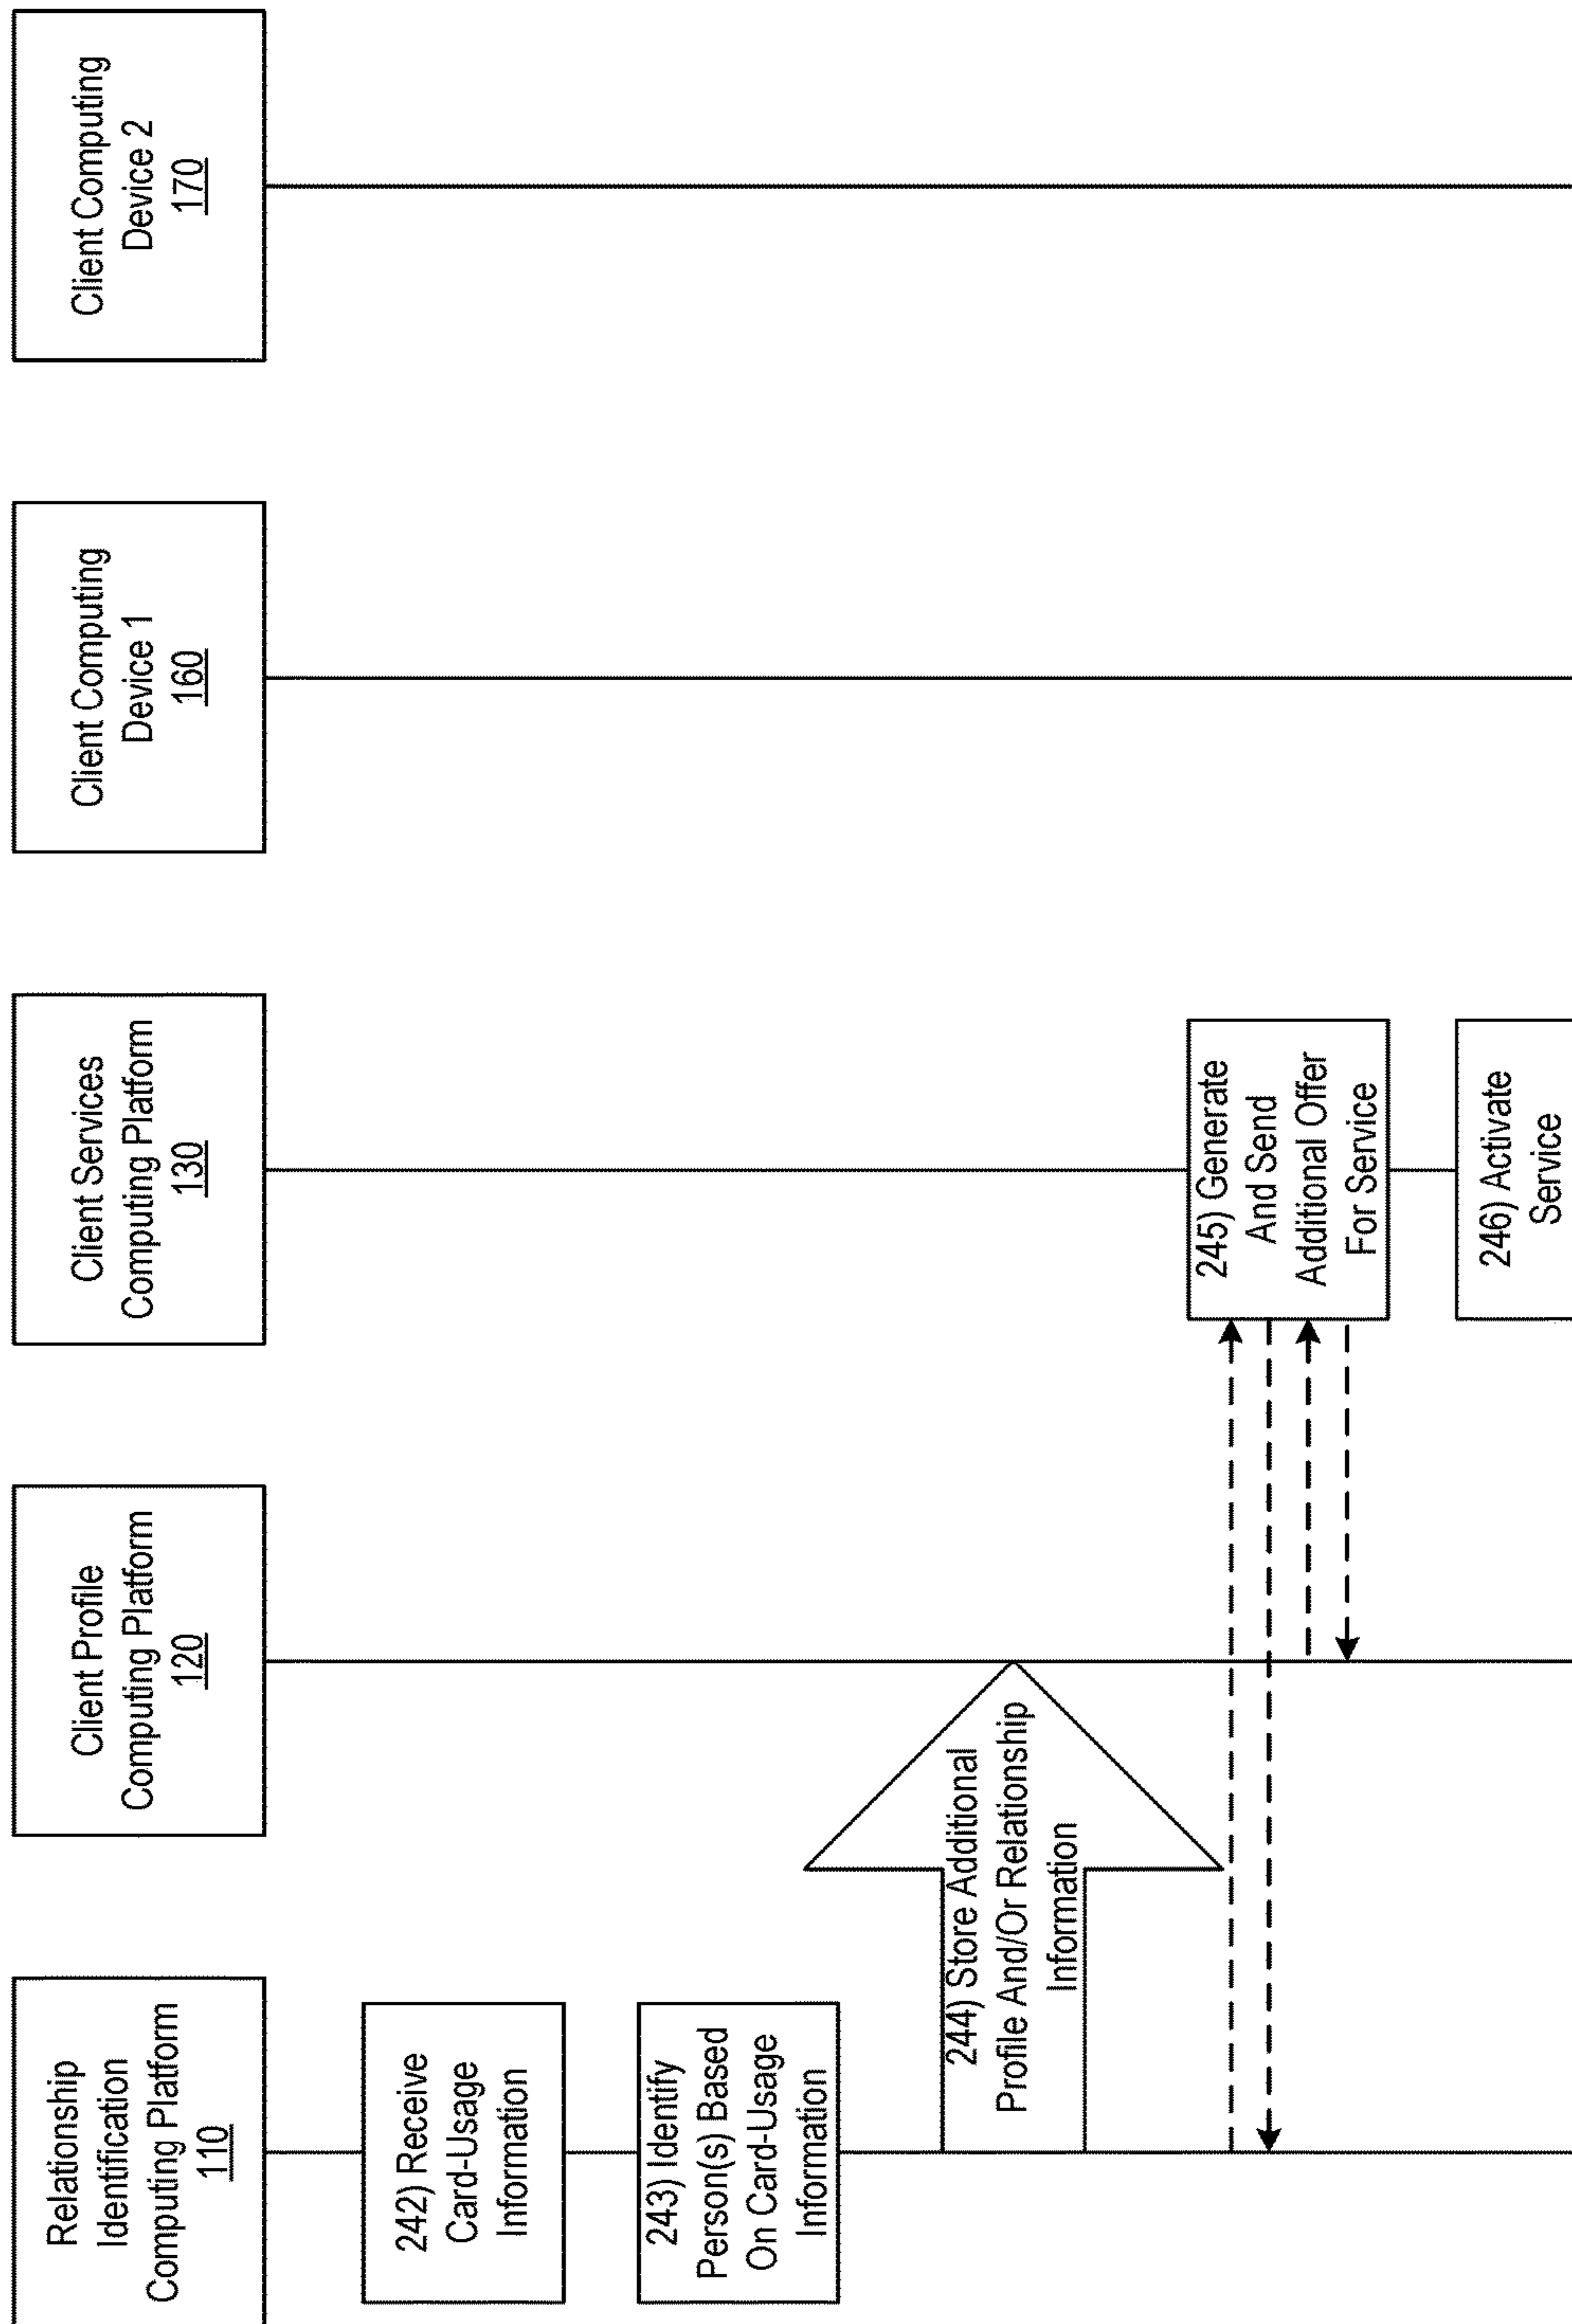 Relationship
Identification
Computing Platform
110
Client Profile
Computing Platform
120
Client Services
Computing Platform
130
Client Computing
Device 1
160
Client Computing
Device 2
170
242) Receive
Card-Usage
Information
243) Identify
Person(s) Based
On Card-Usage
Information
244) Store Additional
Profile And/Or Relationship
Information
245) Generate
And Send
Additional Offer
For Service
246) Activate
Service